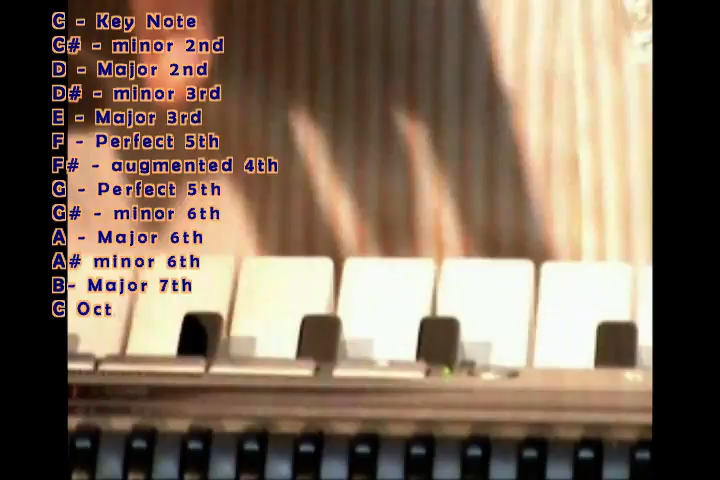 C - Key Note
C# - minor 2nd
D - Major 2nd
D# - minor 3rd
E - Major 3rd
F - Perfect 5th
F# - augmented 4th
G - Perfect 5th
G# - minor 6th
A - Major 6th
A# minor 6th
B- Major 7th
C Oct